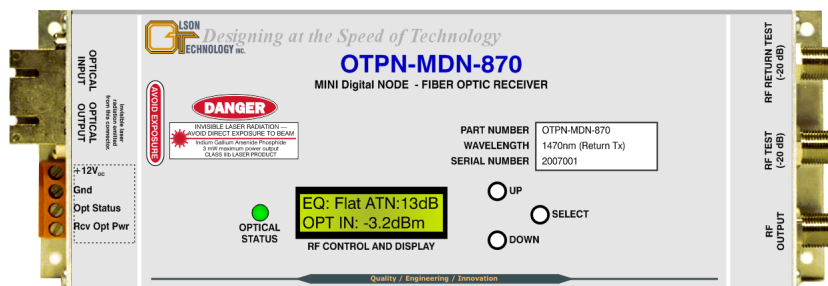 OLSON
TECHNOLOGY INC.
Designing at the Speed of Technology
OTPN-MDN-870
MINI Digital NODE - FIBER OPTIC RECEIVER
OPTICAL
INPUT
OPTICAL
OUTPUT
Invisible laser
radiation emitted
from this connector.
+12VDC
Gnd
Opt Status
Rcv Opt Pwr
AVOID EXPOSURE
DANGER
INVISIBLE LASER RADIATION —
AVOID DIRECT EXPOSURE TO BEAM
Indium Gallium Arsenide Phosphide
3 mW maximum power output
CLASS IIIb LASER PRODUCT
PART NUMBER OTPN-MDN-870
WAVELENGTH 1470nm (Return Tx)
SERIAL NUMBER 2007001
OPTICAL
STATUS
EQ: Flat ATN:13dB
OPT IN: -3.2dBm
RF CONTROL AND DISPLAY
UP
SELECT
DOWN
RF RETURN TEST
(-20 dB)
RF TEST
(-20 dB)
RF
OUTPUT
Quality / Engineering / Innovation